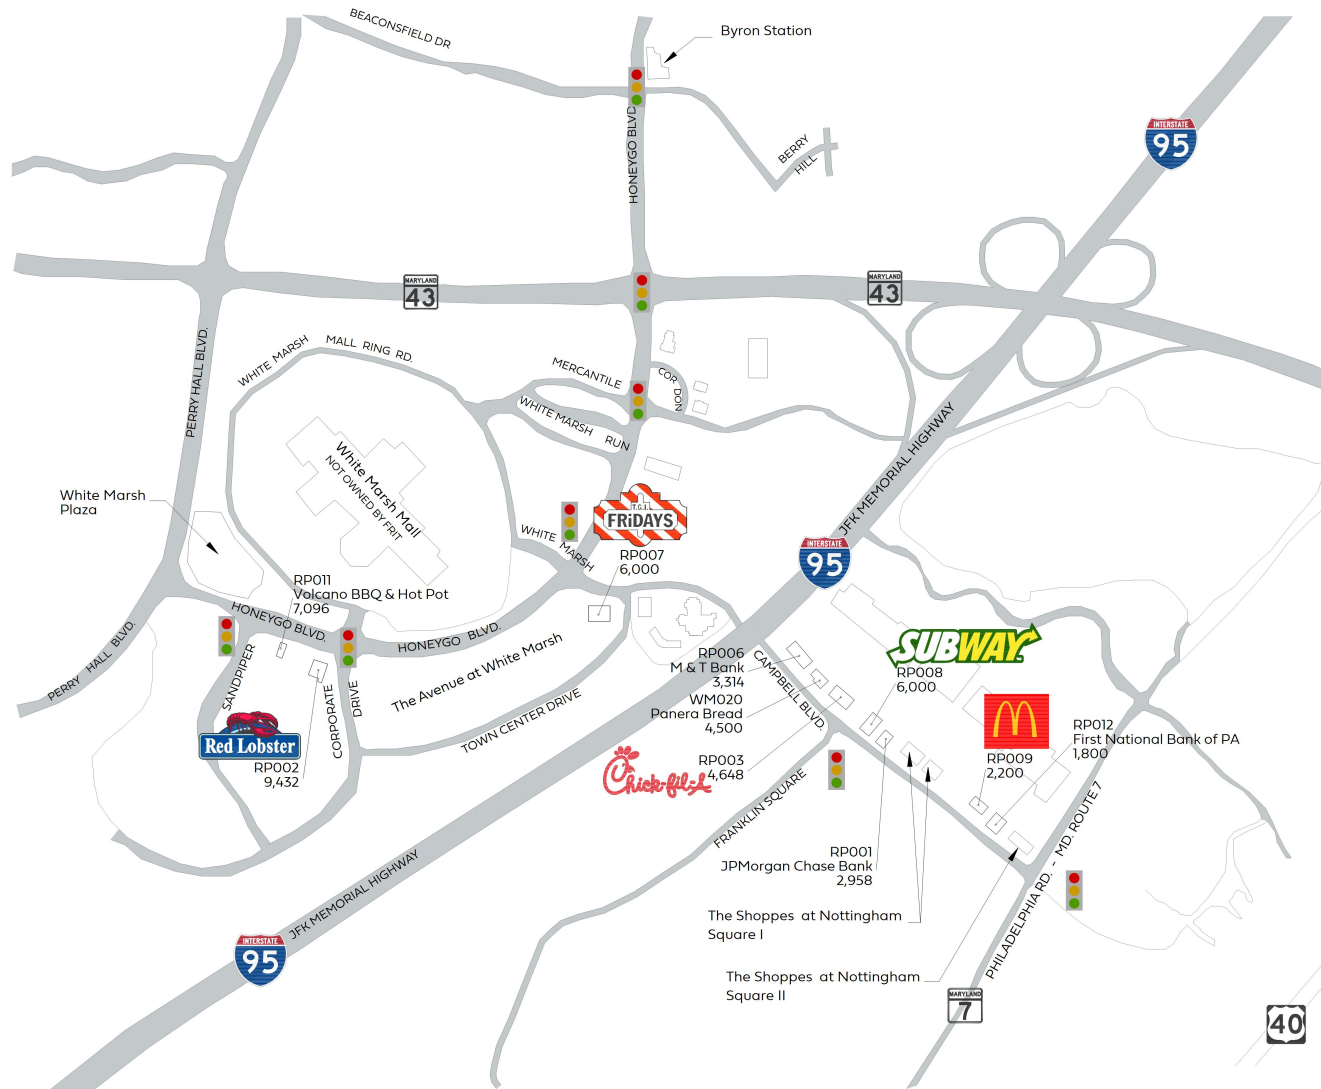 BEACONSFIELD DR
Byron Station
HONEYGO BLVD
BERRY
HILL
INTERSTATE
95
MARYLAND
43
MARYLAND
43
PERRY HALL BLVD.
WHITE MARSH MALL RING RD.
MERCANTILE
COR
DON
WHITE MARSH RUN
White Marsh Mall
NOT OWNED BY FRIT
JFK MEMORIAL HIGHWAY
White Marsh
Plaza
T.G.I.
FRiDAYS
WHITE MARSH
RP007
6,000
INTERSTATE
95
RP011
Volcano BBQ & Hot Pot
7,096
HONEYGO BLVD.
HONEYGO BLVD.
PERRY HALL BLVD.
SANDPIPER
The Avenue at White Marsh
CORPORATE
DRIVE
TOWN CENTER DRIVE
Red Lobster
RP002
9,432
SUBWAY
RP008
6,000
RP006
M & T Bank
3,314
CAMPBELL BLVD.
WM020
Panera Bread
4,500
RP003
4,648
Chick-fil-A
RP009
2,200
RP012
First National Bank of PA
1,800
FRANKLIN SQUARE
RP001
JPMorgan Chase Bank
2,958
PHILADELPHIA RD. - MD. ROUTE 7
The Shoppes at Nottingham
Square I
JFK MEMORIAL HIGHWAY
INTERSTATE
95
The Shoppes at Nottingham
Square II
MARYLAND
7
40